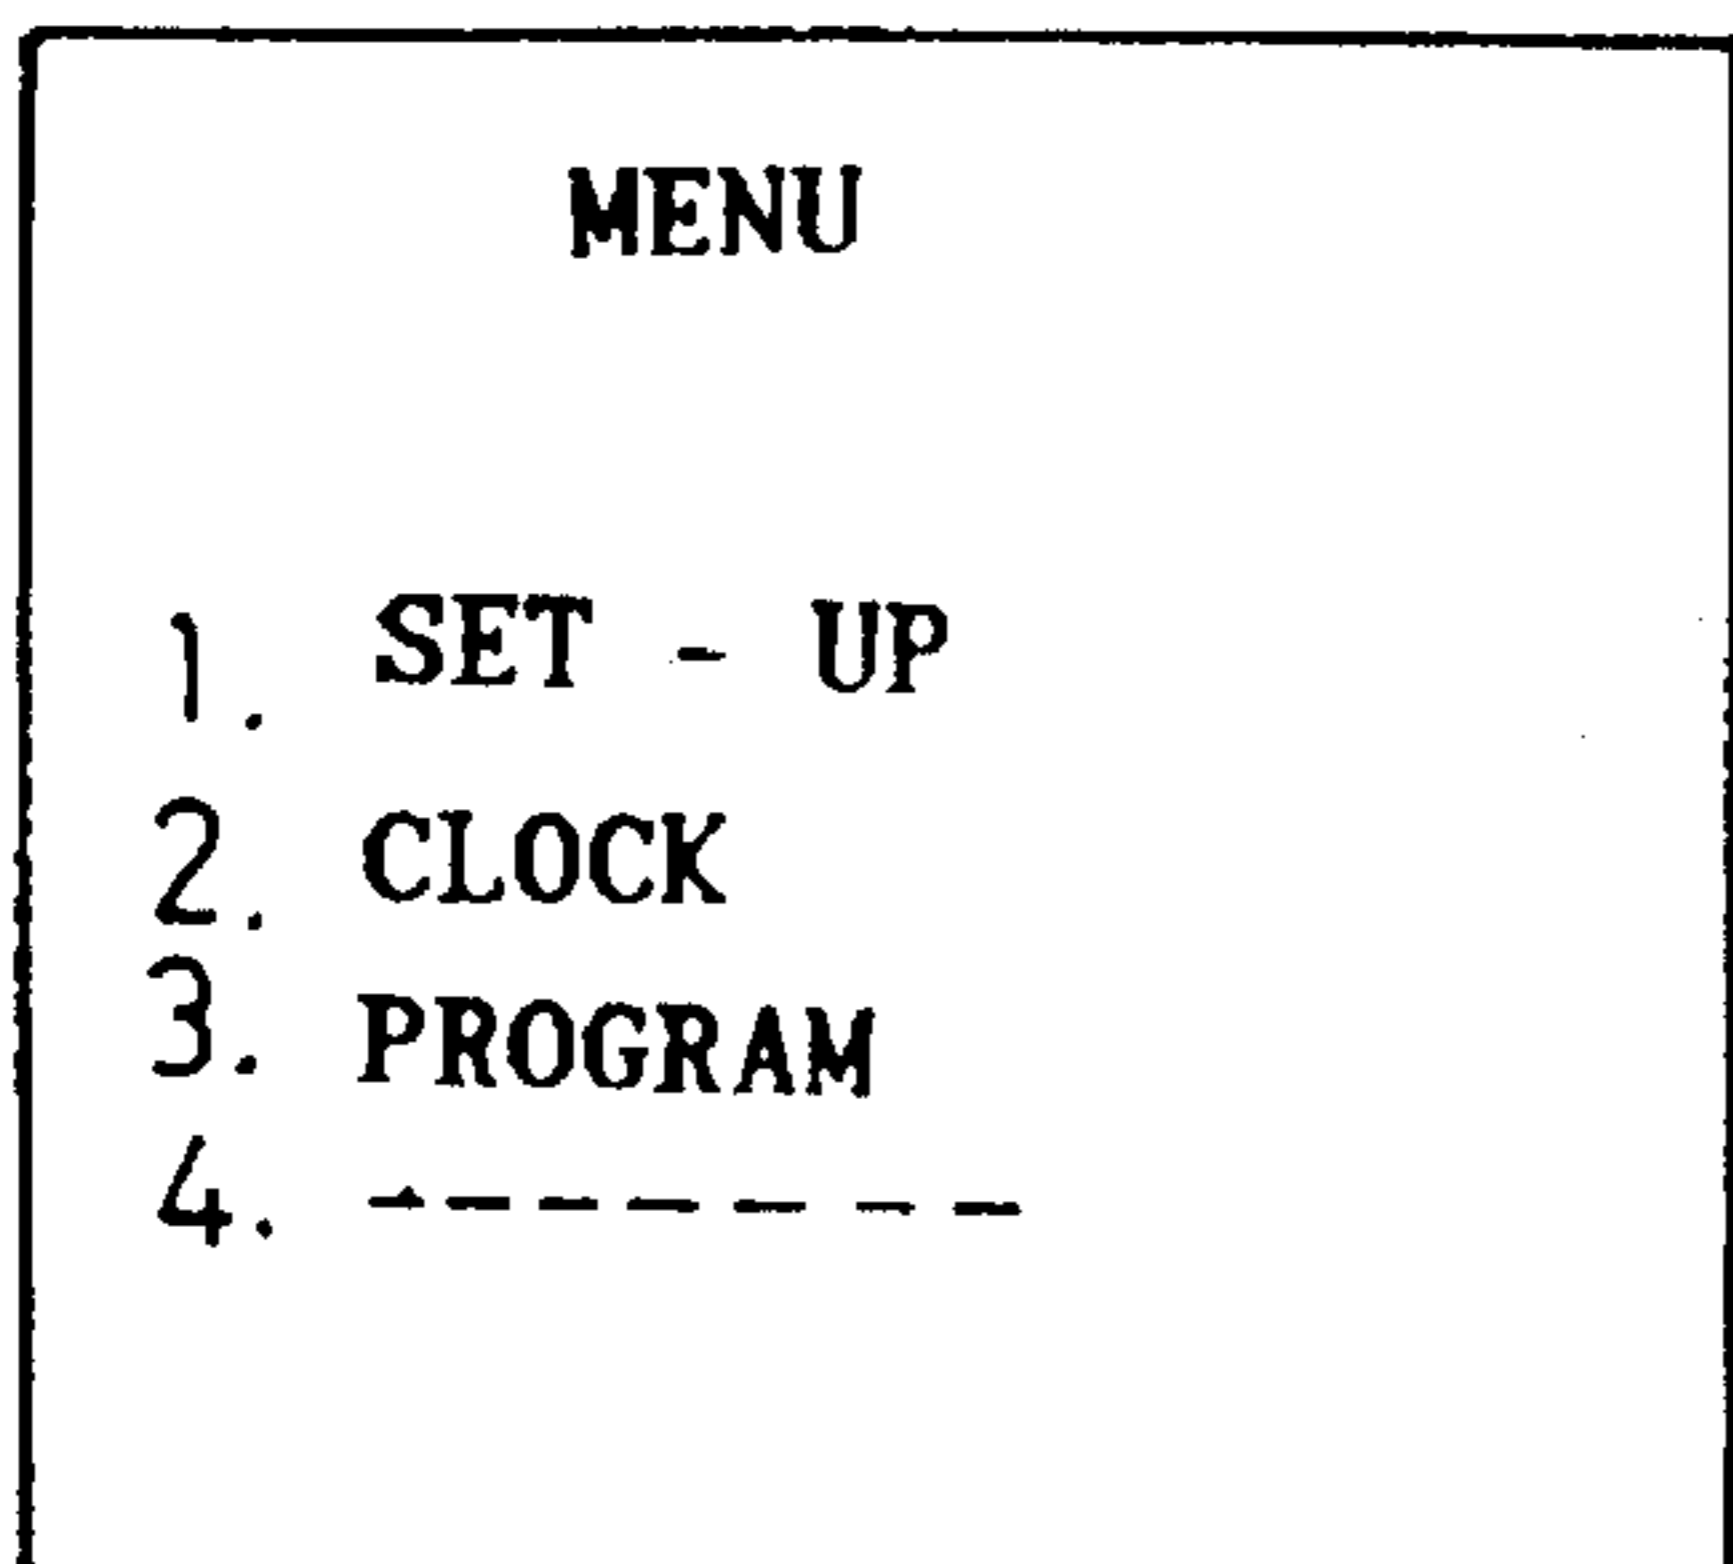 MENU
1. SET - UP
2. CLOCK
3. PROGRAM
4. - - - - - - -